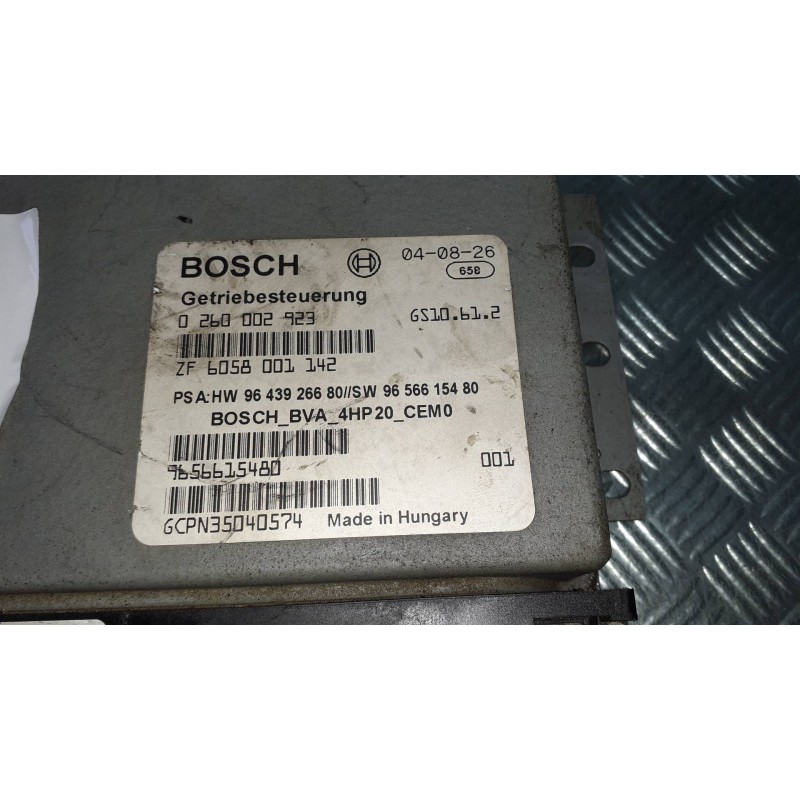 BOSCH 04-08-26
658
Getriebesteuerung
0 260 002 923 GS10.61.2
ZF 6058 001 142
PSA:HW 96 439 266 80//SW 96 566 154 80
BOSCH_BVA_4HP20_CEM0
9656615480 001
GCPN35040574 Made in Hungary